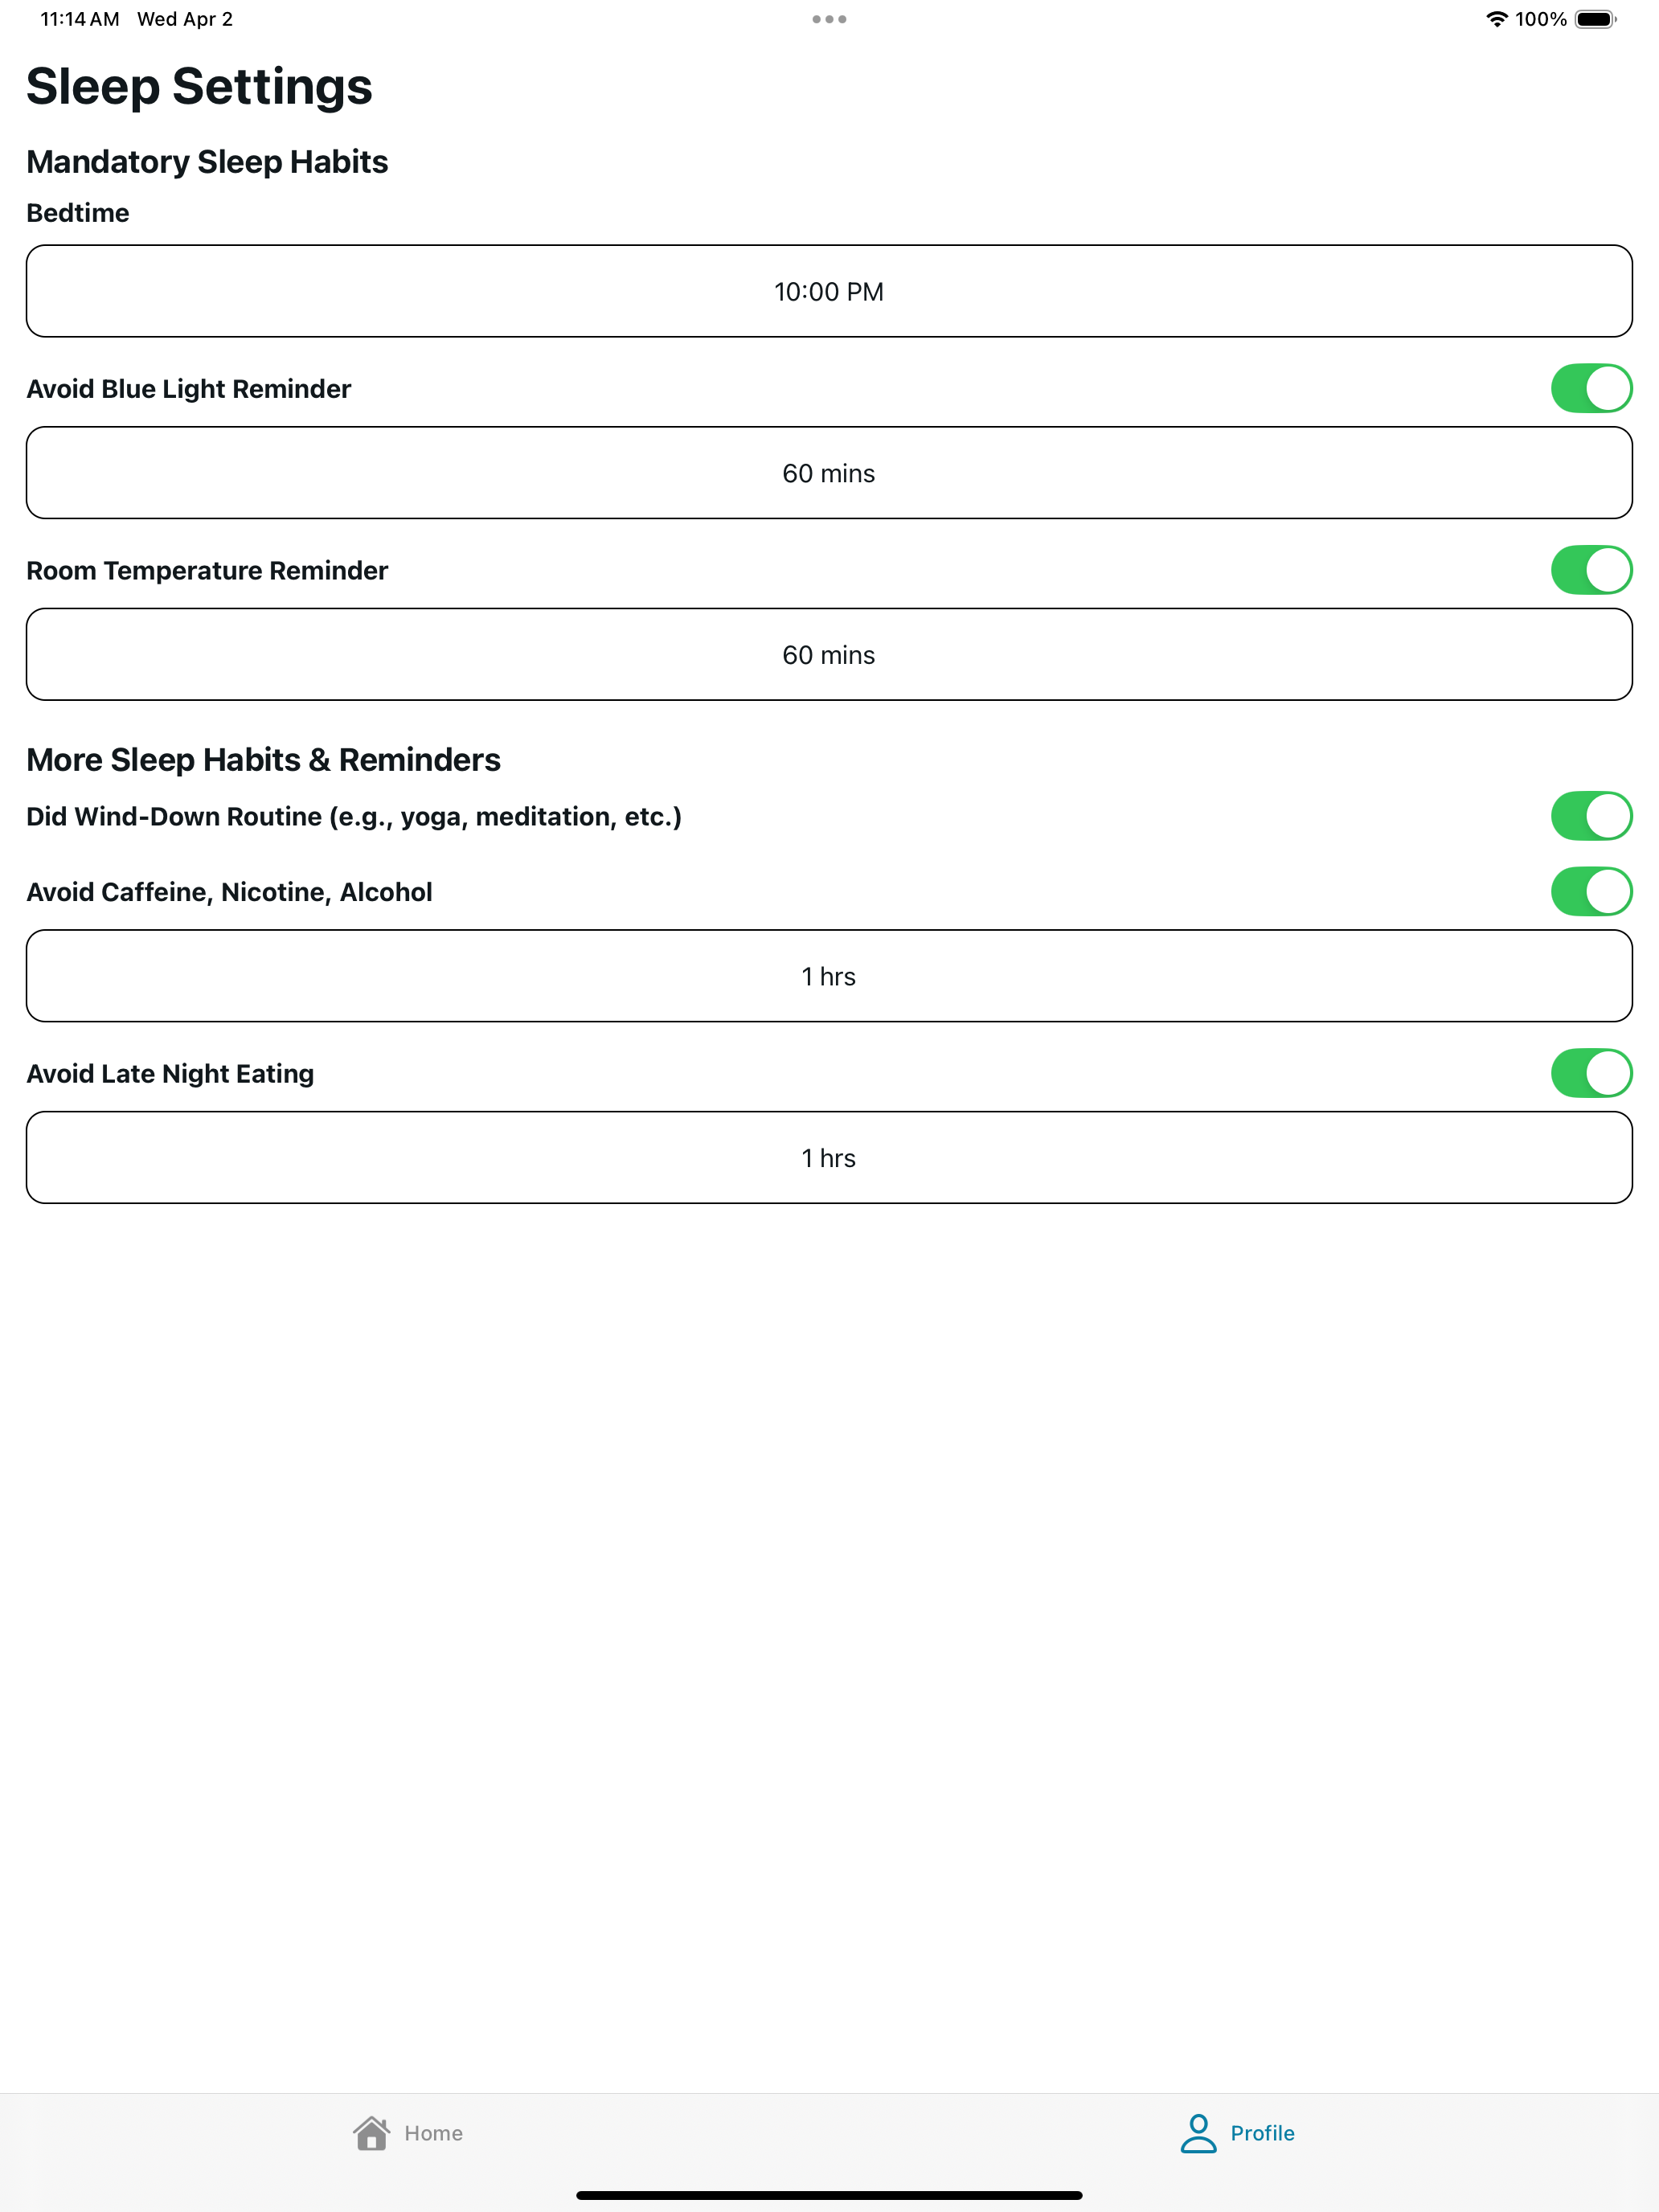 11:14 AM Wed Apr 2
100%
Sleep Settings
Mandatory Sleep Habits
Bedtime
10:00 PM
Avoid Blue Light Reminder
60 mins
Room Temperature Reminder
60 mins
More Sleep Habits & Reminders
Did Wind-Down Routine (e.g., yoga, meditation, etc.)
Avoid Caffeine, Nicotine, Alcohol
1 hrs
Avoid Late Night Eating
1 hrs
Home
Profile